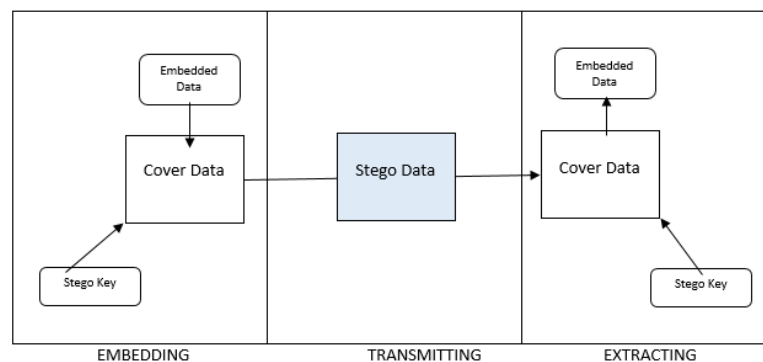 Embedded
Data
Cover Data
Stego Key
Stego Data
Embedded
Data
Cover Data
Stego Key
EMBEDDING
TRANSMITTING
EXTRACTING